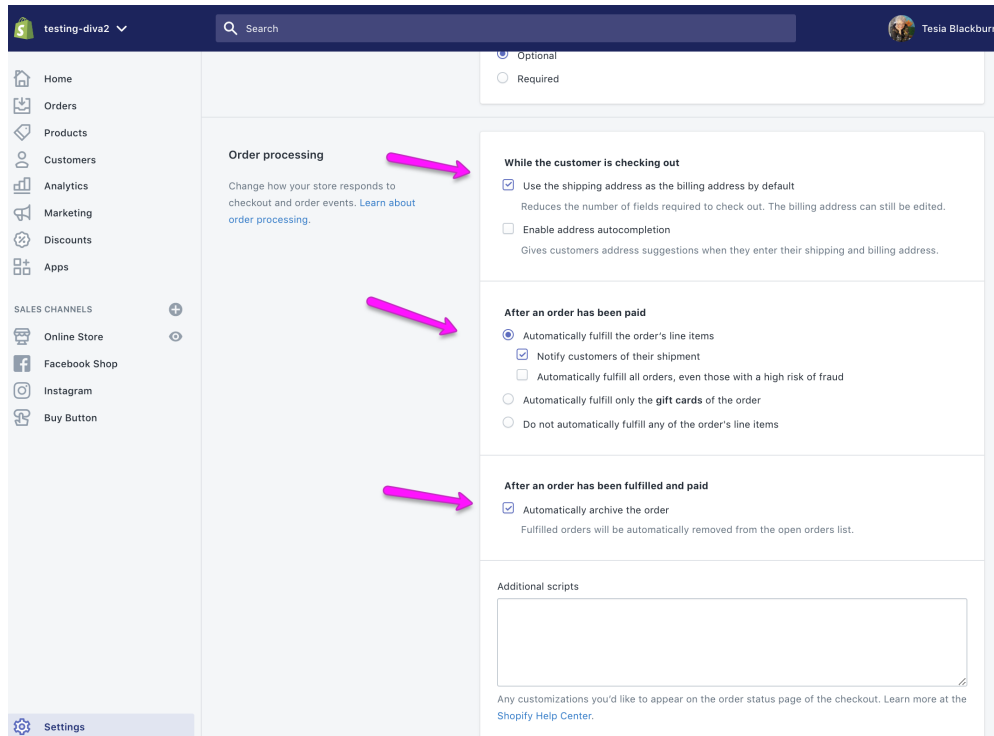 testing-diva2
Search
Tesia Blackburn
Home
Orders
Products
Customers
Analytics
Marketing
Discounts
Apps
SALES CHANNELS
Online Store
Facebook Shop
Instagram
Buy Button
Settings
Optional
Required
Order processing
Change how your store responds to
checkout and order events. Learn about
order processing.
While the customer is checking out
Use the shipping address as the billing address by default
Reduces the number of fields required to check out. The billing address can still be edited.
Enable address autocompletion
Gives customers address suggestions when they enter their shipping and billing address.
After an order has been paid
Automatically fulfill the order's line items
Notify customers of their shipment
Automatically fulfill all orders, even those with a high risk of fraud
Automatically fulfill only the gift cards of the order
Do not automatically fulfill any of the order's line items
After an order has been fulfilled and paid
Automatically archive the order
Fulfilled orders will be automatically removed from the open orders list.
Additional scripts
Any customizations you'd like to appear on the order status page of the checkout. Learn more at the
Shopify Help Center.